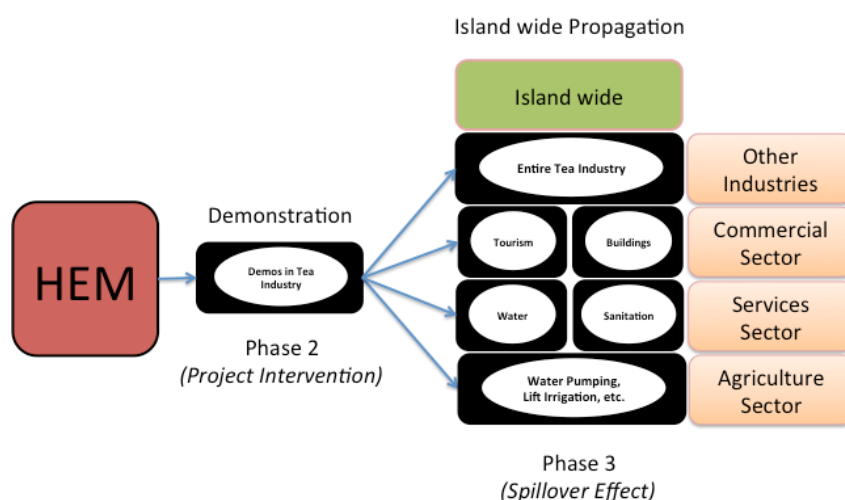 Island wide Propagation
Island wide
Entire Tea Industry
Other
Industries
Demonstration
HEM
Demos in Tea
Industry
Tourism
Buildings
Commercial
Sector
Water
Sanitation
Services
Sector
Phase 2
(Project Intervention)
Water Pumping,
Lift Irrigation, etc.
Agriculture
Sector
Phase 3
(Spillover Effect)